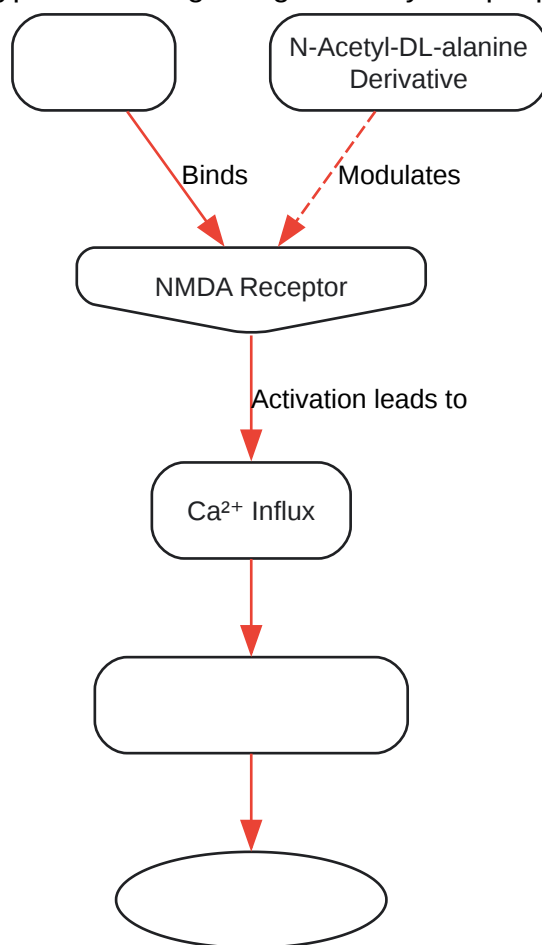 N-Acetyl-DL-alanine
Derivative
Binds
Modulates
NMDA Receptor
Activation leads to
Ca²⁺ Influx